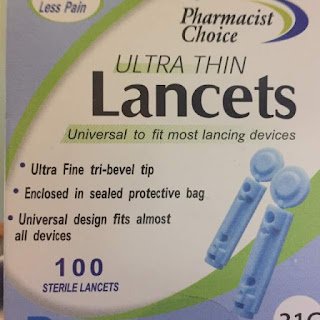 Less Pain
Pharmacist
Choice
ULTRA THIN
Lancets
Universal to fit most lancing devices
• Ultra Fine tri-bevel tip
• Enclosed in sealed protective bag
• Universal design fits almost
all devices
100
STERILE LANCETS